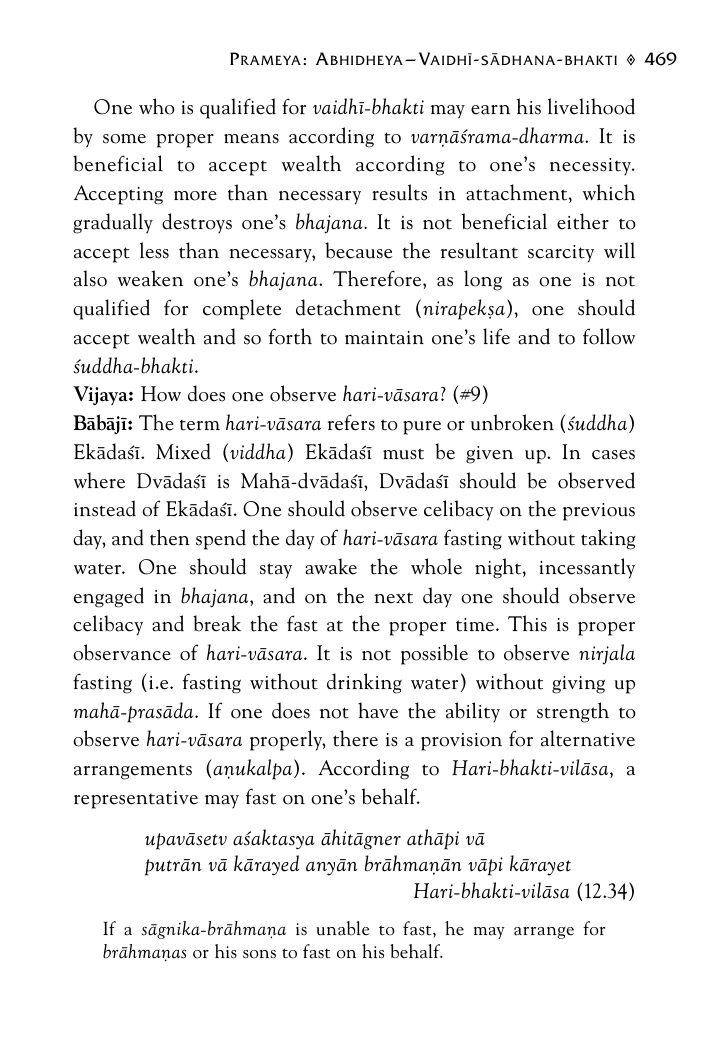 PRAMEYA: ABHIDHEYA–VAIDHĪ-SĀDHANA-BHAKTI ◊ 469
One who is qualified for vaidhī-bhakti may earn his livelihood
by some proper means according to varṇāśrama-dharma. It is
beneficial to accept wealth according to one’s necessity.
Accepting more than necessary results in attachment, which
gradually destroys one’s bhajana. It is not beneficial either to
accept less than necessary, because the resultant scarcity will
also weaken one’s bhajana. Therefore, as long as one is not
qualified for complete detachment (nirapekṣa), one should
accept wealth and so forth to maintain one’s life and to follow
śuddha-bhakti.
Vijaya: How does one observe hari-vāsara? (#9)
Bābājī: The term hari-vāsara refers to pure or unbroken (śuddha)
Ekādaśī. Mixed (viddha) Ekādaśī must be given up. In cases
where Dvādaśī is Mahā-dvādaśī, Dvādaśī should be observed
instead of Ekādaśī. One should observe celibacy on the previous
day, and then spend the day of hari-vāsara fasting without taking
water. One should stay awake the whole night, incessantly
engaged in bhajana, and on the next day one should observe
celibacy and break the fast at the proper time. This is proper
observance of hari-vāsara. It is not possible to observe nirjala
fasting (i.e. fasting without drinking water) without giving up
mahā-prasāda. If one does not have the ability or strength to
observe hari-vāsara properly, there is a provision for alternative
arrangements (aṇukalpa). According to Hari-bhakti-vilāsa, a
representative may fast on one’s behalf.
upavāsetv aśaktasya āhitāgner athāpi vā
putrān vā kārayed anyān brāhmaṇān vāpi kārayet
Hari-bhakti-vilāsa (12.34)
If a sāgnika-brāhmaṇa is unable to fast, he may arrange for
brāhmaṇas or his sons to fast on his behalf.